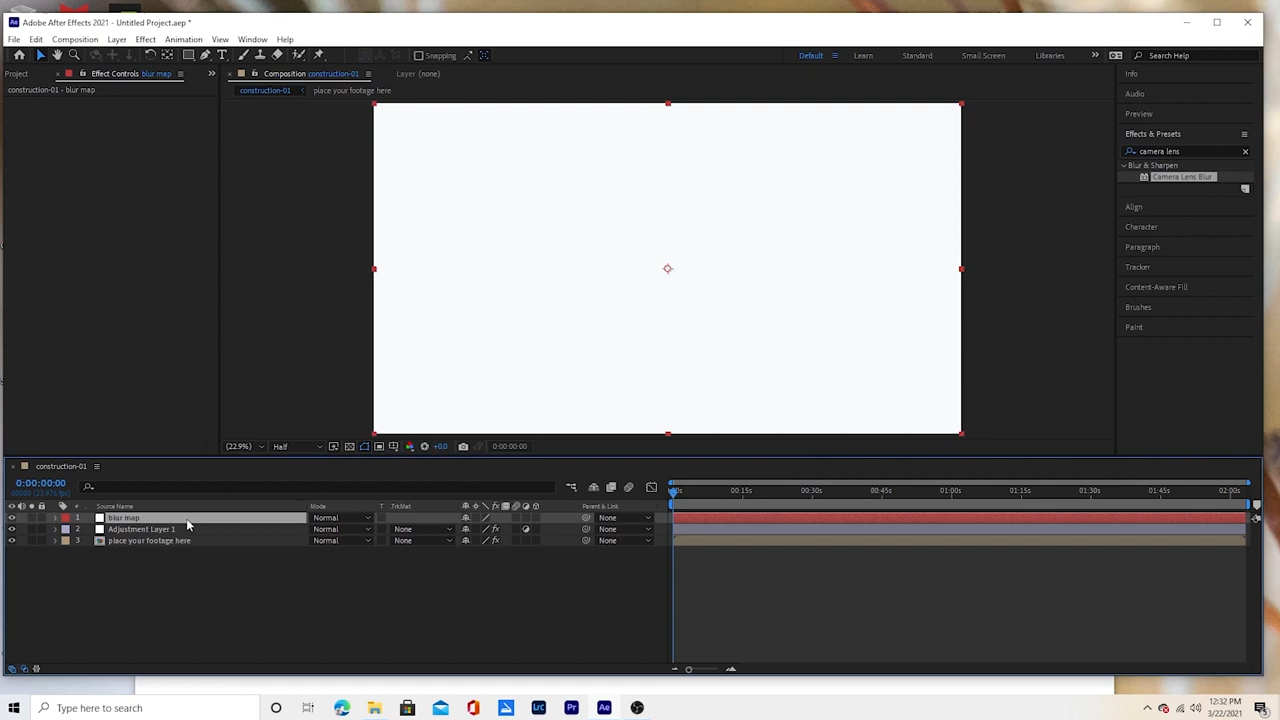 Adobe After Effects 2021 - Untitled Project.aep *
File Edit Composition Layer Effect Animation View Window Help
Snapping Default Learn Standard Small Screen Libraries Search Help
Project Effect Controls blur map Composition construction-01 Layer (none) Info
construction-01 • blur map construction-01 place your footage here Audio
Preview
Effects & Presets
camera lens
Blur & Sharpen
Camera Lens Blur
Align
Character
Paragraph
Tracker
Content-Aware Fill
Brushes
Paint
(22.9%) Half +0.0 0:00:00:00
construction-01
0:00:00:00
00000 (23.976 fps)
00s 00:15s 00:30s 00:45s 01:00s 01:15s 01:30s 01:45s 02:00s
# Source Name Mode T TrkMat Parent & Link
1 blur map Normal None
2 Adjustment Layer 1 Normal None None
3 place your footage here Normal None None
Type here to search Lrc Pr Ae 12:32 PM
3/22/2021